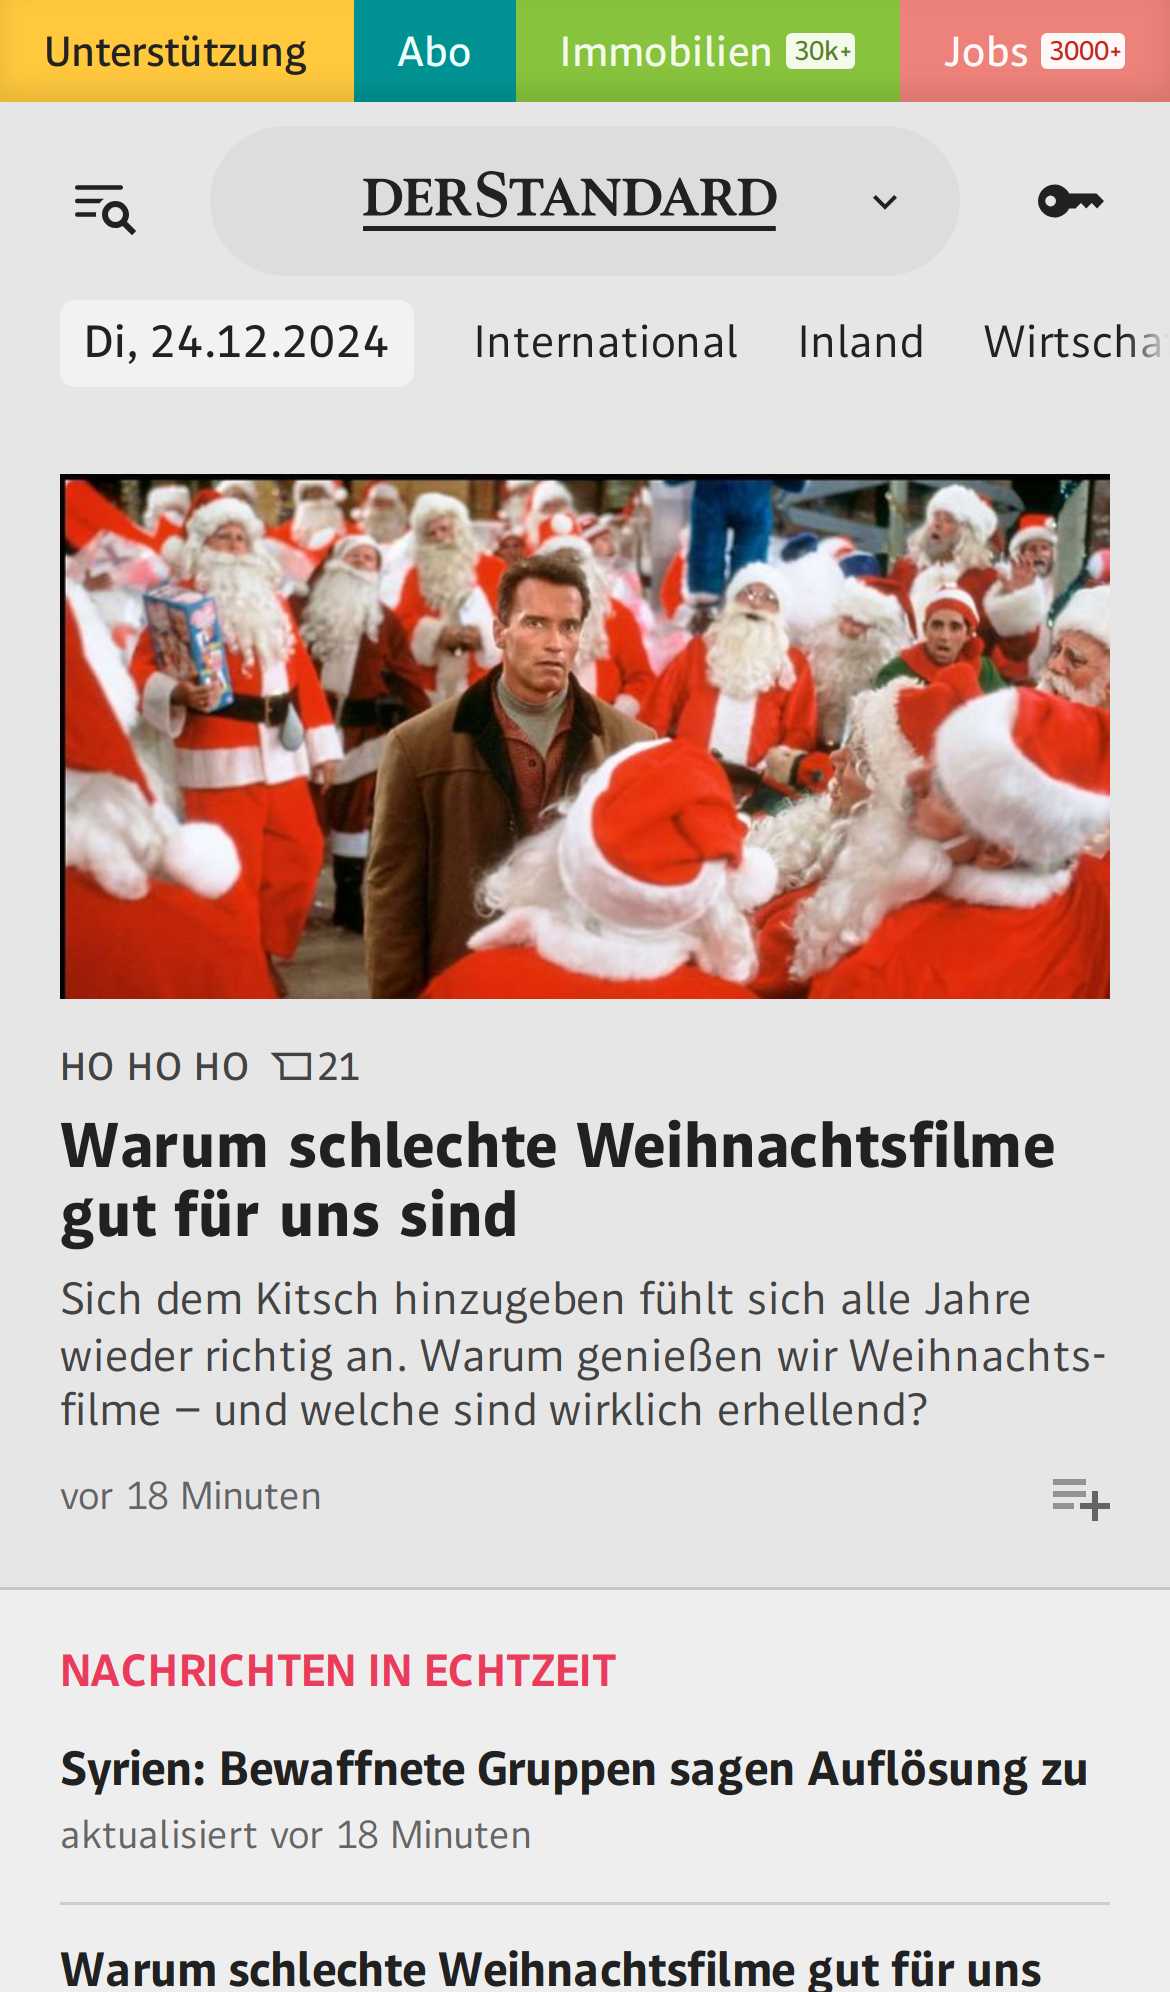 Unterstützung Abo Immobilien 30k+ Jobs 3000+
DERSTANDARD
Di, 24.12.2024 International Inland Wirtscha
HO HO HO 21
Warum schlechte Weihnachtsfilme
gut für uns sind
Sich dem Kitsch hinzugeben fühlt sich alle Jahre
wieder richtig an. Warum genießen wir Weihnachts-
filme – und welche sind wirklich erhellend?
vor 18 Minuten
NACHRICHTEN IN ECHTZEIT
Syrien: Bewaffnete Gruppen sagen Auflösung zu
aktualisiert vor 18 Minuten
Warum schlechte Weihnachtsfilme gut für uns